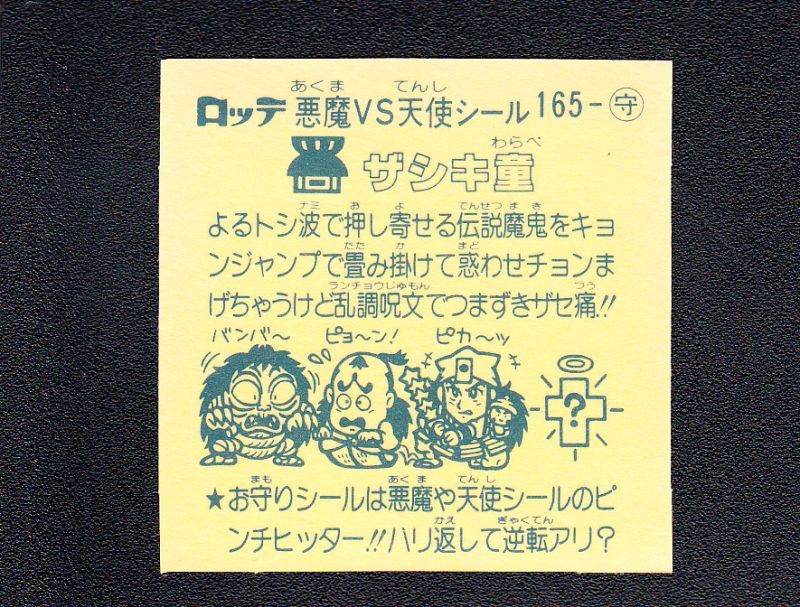 あくま てんし
ロッテ 悪魔VS天使シール 165-守
わらべ
ザシキ童
ナミ お よ でんせつまき
よるトシ波で押し寄せる伝説魔鬼をキョ
たた か まど
ンジャンプで畳み掛けて惑わせチョンま
ランチョウじゅもん つう
げちゃうけど乱調呪文でつまずきザセ痛!!
バンバ〜 ピョ〜ン! ピカ〜ッ
?
まも あくま てんし
★お守りシールは悪魔や天使シールのピ
かえ ぎゃくてん
ンチヒッター!!ハリ返して逆転アリ?